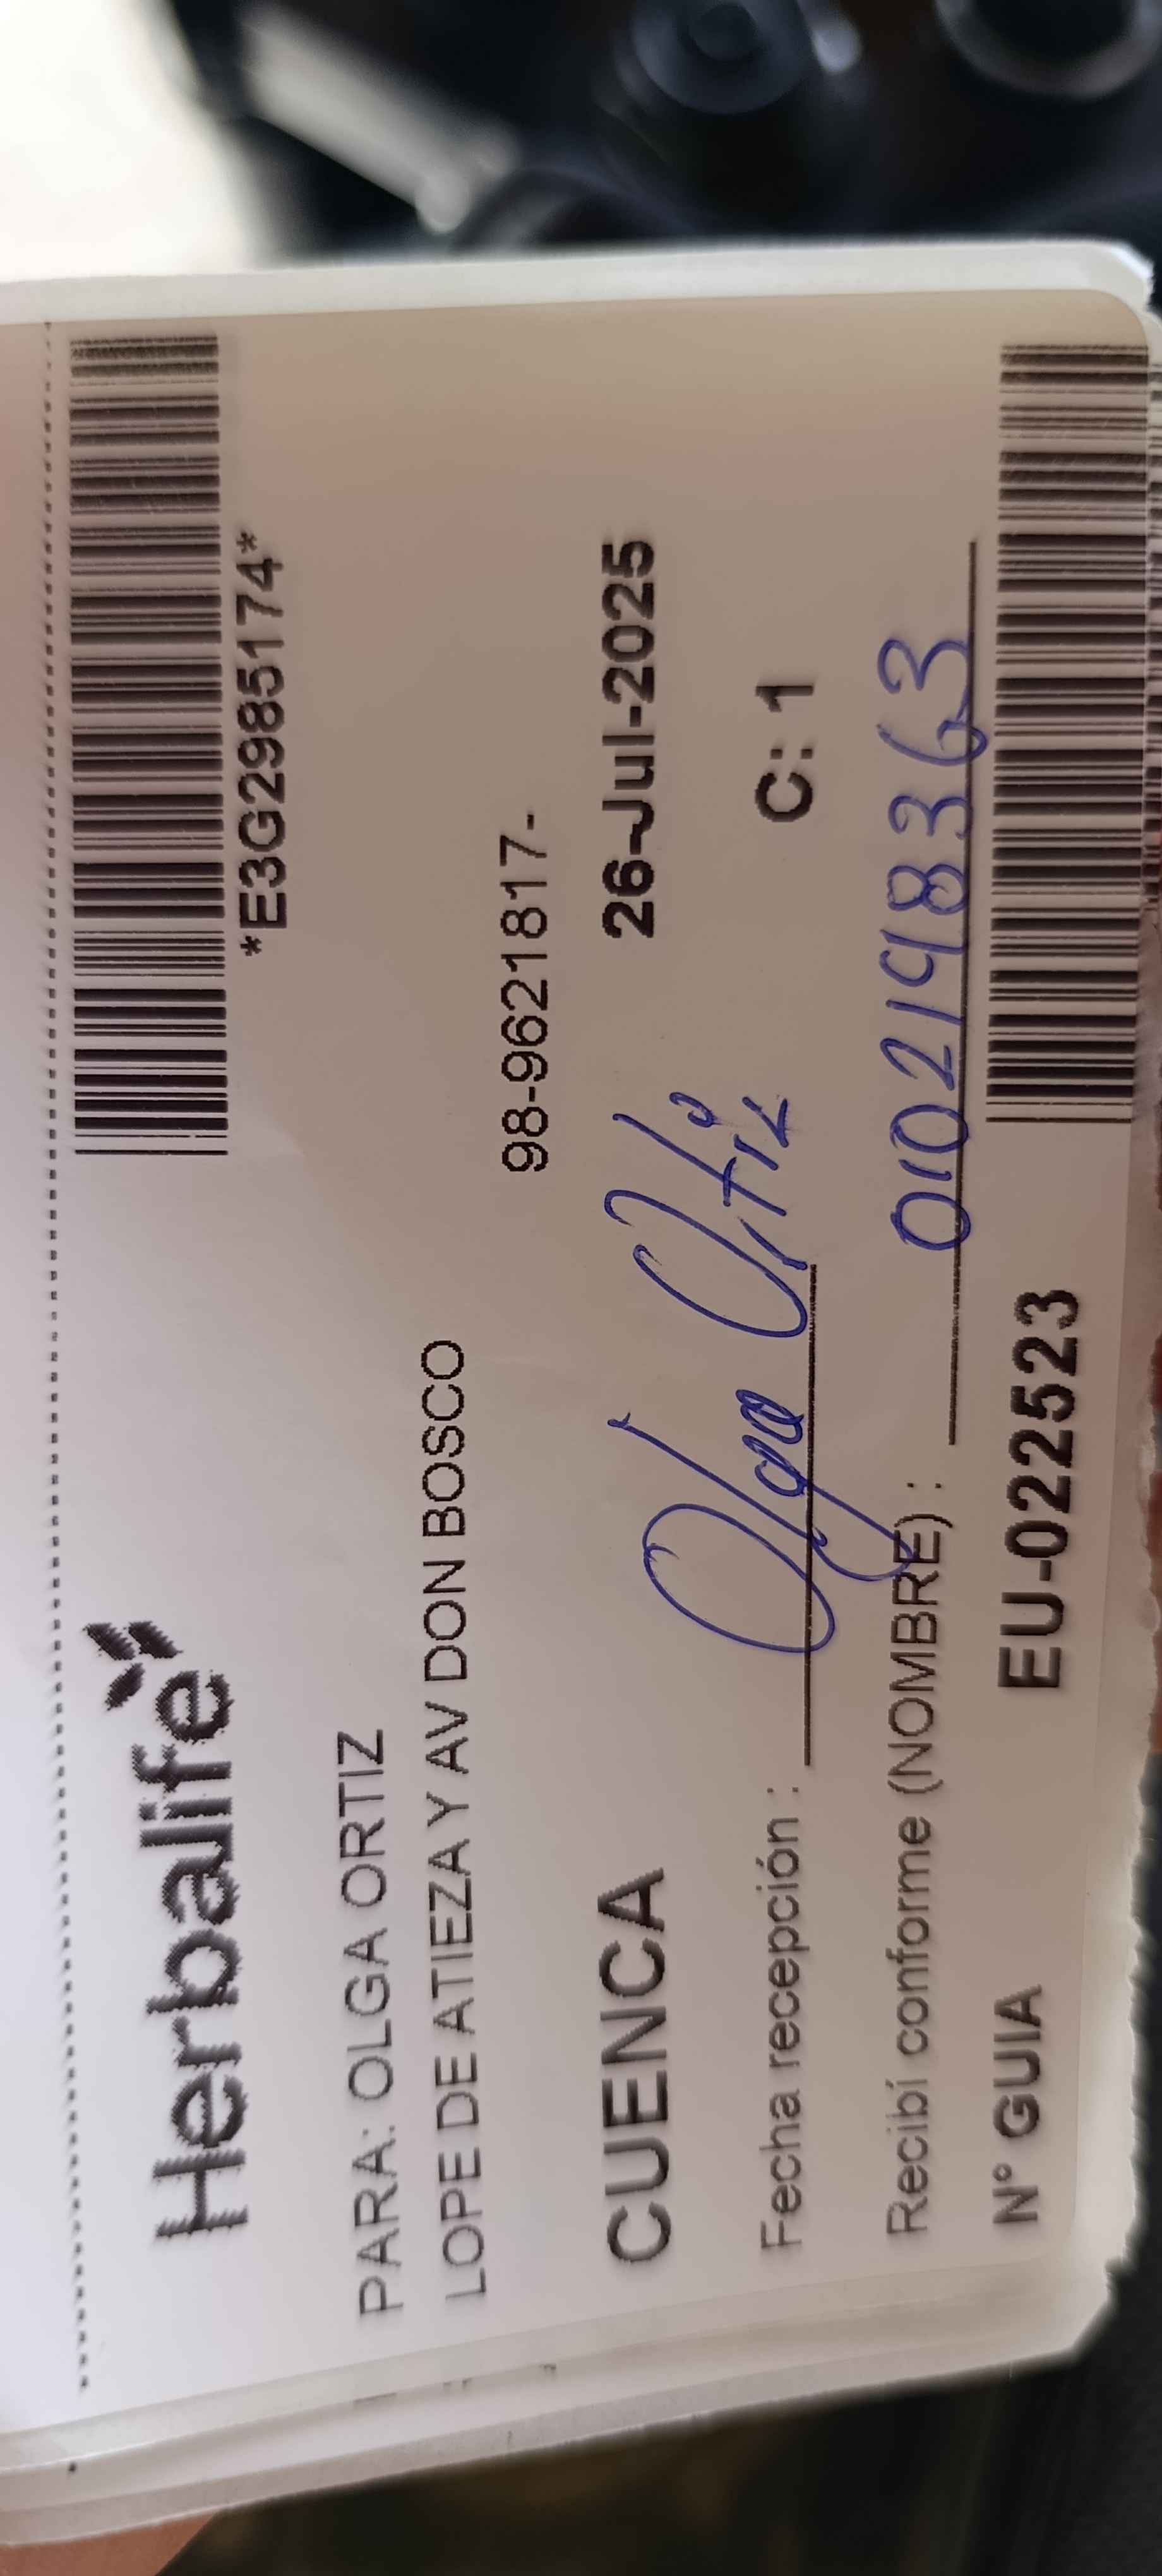 Herbalife
*E3G2985174*
PARA: OLGA ORTIZ
LOPE DE ATIEZA Y AV DON BOSCO
98-9621817-
CUENCA 26-Jul-2025
Fecha recepción : Olga Ortiz C: 1
Recibí conforme (NOMBRE) : 0102198363
N° GUIA EU-022523